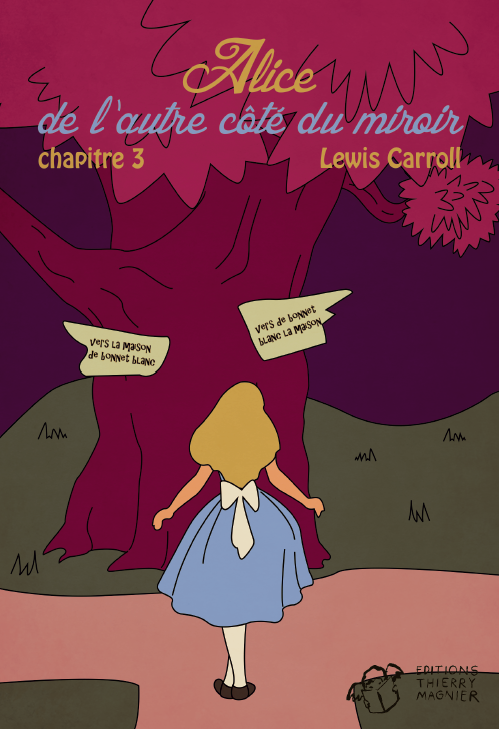 Alice
de l'autre côté du miroir
chapitre 3
Lewis Carroll
vers de bonnet
blanc la maison
vers la maison
de bonnet blanc
EDITIONS
THIERRY
MAGNIER